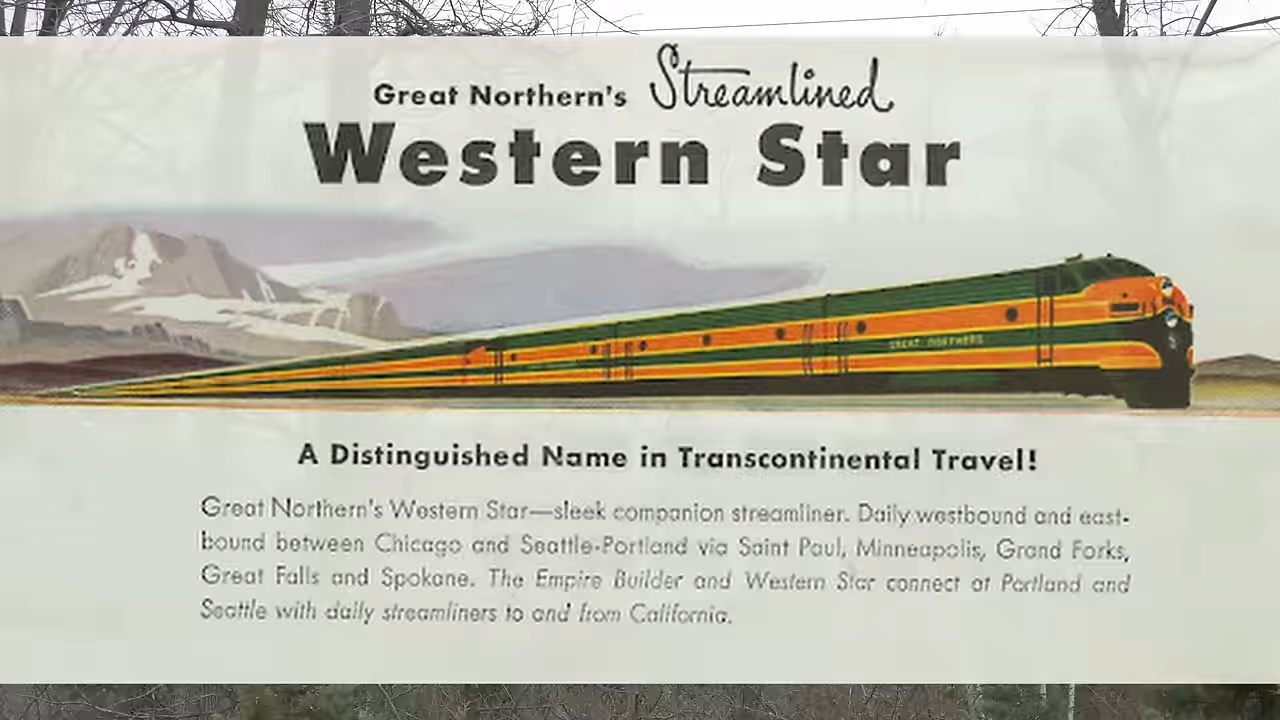 Great Northern's Streamlined
Western Star
GREAT NORTHERN
A Distinguished Name in Transcontinental Travel!
Great Northern's Western Star—sleek companion streamliner. Daily westbound and east-
bound between Chicago and Seattle-Portland via Saint Paul, Minneapolis, Grand Forks,
Great Falls and Spokane. The Empire Builder and Western Star connect at Portland and
Seattle with daily streamliners to and from California.